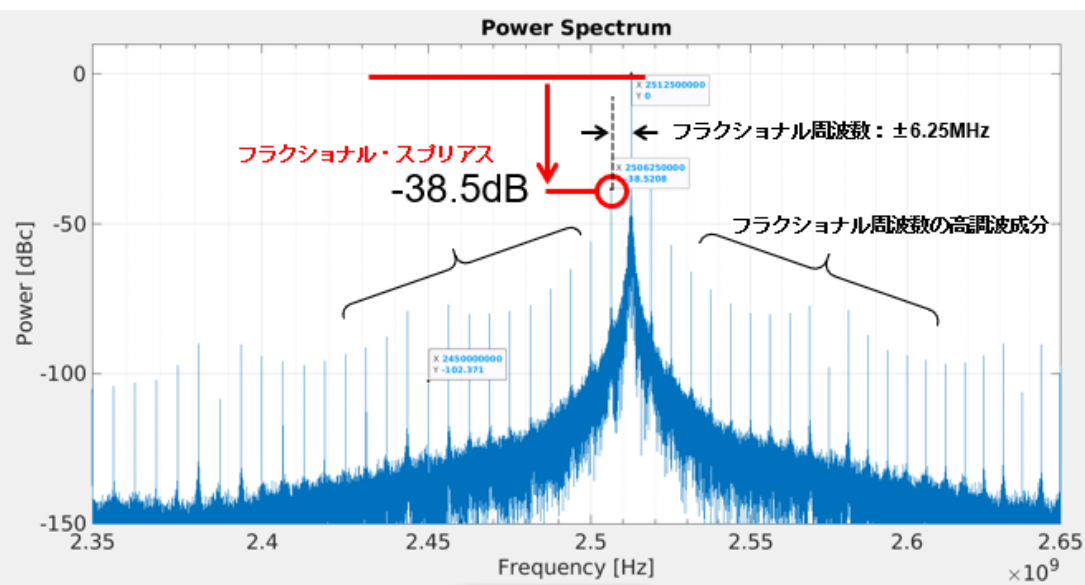 Power Spectrum
0
X 2512500000
Y 0
フラクショナル周波数：±6.25MHz
フラクショナル・スプリアス
-38.5dB
X 2506250000
-38.5208
-50
フラクショナル周波数の高調波成分
Power [dBc]
X 2450000000
Y -102.371
-100
-150
2.35
2.4
2.45
2.5
2.55
2.6
2.65
Frequency [Hz]
×10⁹